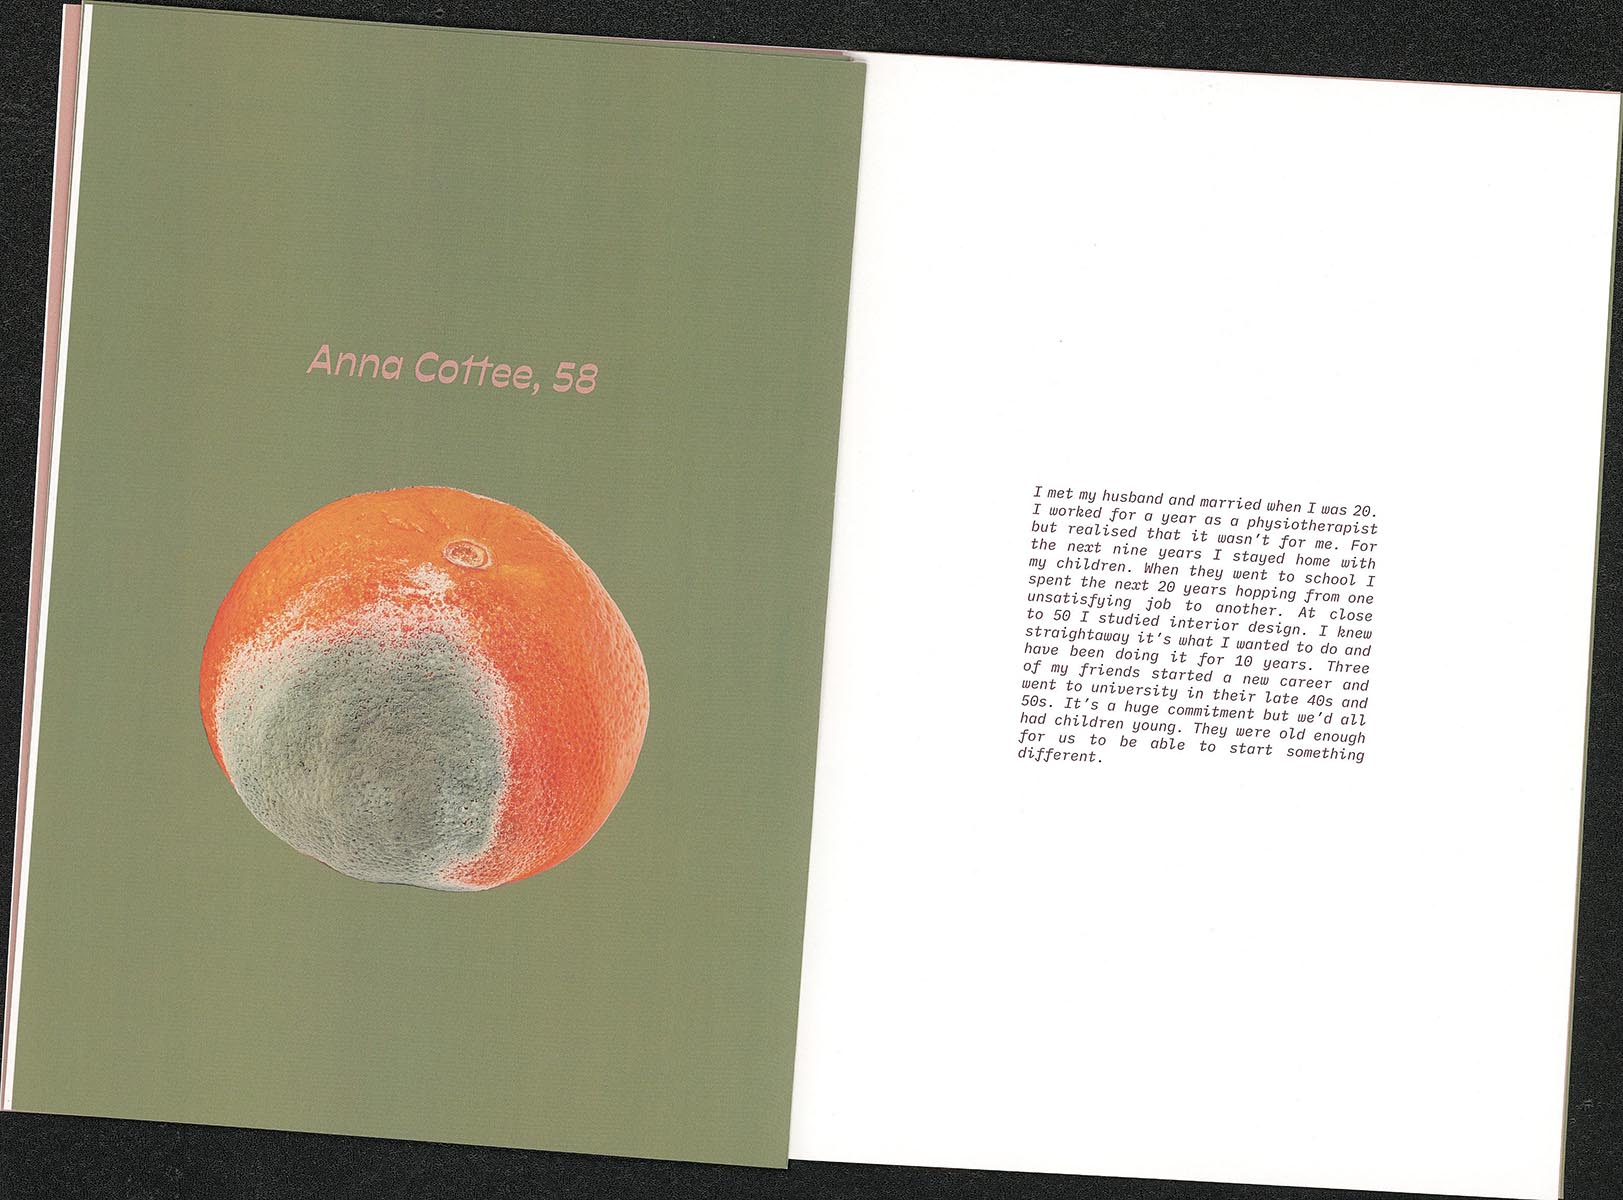 Anna Cottee, 58
I met my husband and married when I was 20.
I worked for a year as a physiotherapist
but realised that it wasn't for me. For
the next nine years I stayed home with
my children. When they went to school I
spent the next 20 years hopping from one
unsatisfying job to another. At close
to 50 I studied interior design. I knew
straightaway it's what I wanted to do and
have been doing it for 10 years. Three
of my friends started a new career and
went to university in their late 40s and
50s. It's a huge commitment but we'd all
had children young. They were old enough
for us to be able to start something
different.